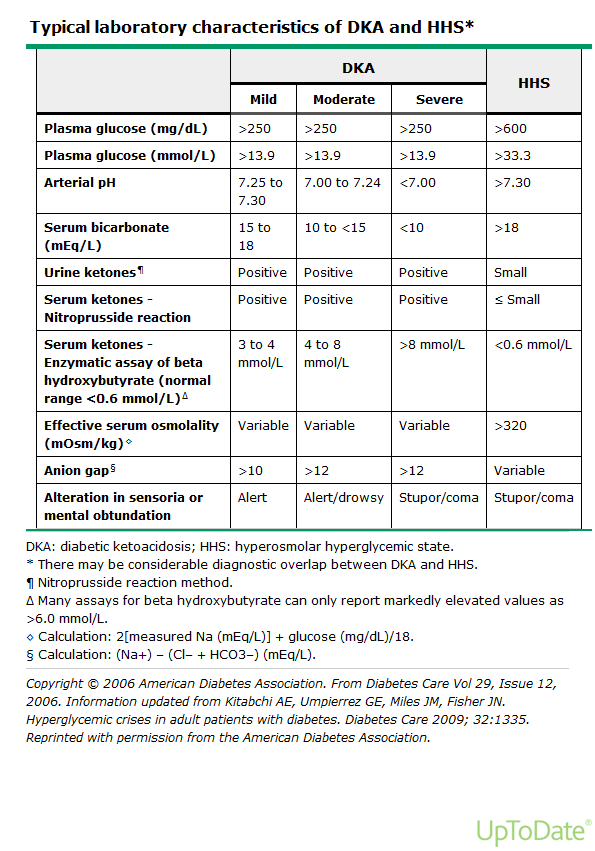 Typical laboratory characteristics of DKA and HHS*
DKA
HHS
Mild
Moderate
Severe
Plasma glucose (mg/dL) >250 >250 >250 >600
Plasma glucose (mmol/L) >13.9 >13.9 >13.9 >33.3
Arterial pH 7.25 to 7.00 to 7.24 <7.00 >7.30
7.30
Serum bicarbonate 15 to 10 to <15 <10 >18
(mEq/L) 18
Urine ketones¶ Positive Positive Positive Small
Serum ketones - Positive Positive Positive ≤ Small
Nitroprusside reaction
Serum ketones - 3 to 4 4 to 8 >8 mmol/L <0.6 mmol/L
Enzymatic assay of beta mmol/L mmol/L
hydroxybutyrate (normal
range <0.6 mmol/L)Δ
Effective serum osmolality Variable Variable Variable >320
(mOsm/kg)◇
Anion gap§ >10 >12 >12 Variable
Alteration in sensoria or Alert Alert/drowsy Stupor/coma Stupor/coma
mental obtundation
DKA: diabetic ketoacidosis; HHS: hyperosmolar hyperglycemic state.
* There may be considerable diagnostic overlap between DKA and HHS.
¶ Nitroprusside reaction method.
Δ Many assays for beta hydroxybutyrate can only report markedly elevated values as
>6.0 mmol/L.
◇ Calculation: 2[measured Na (mEq/L)] + glucose (mg/dL)/18.
§ Calculation: (Na+) – (Cl– + HCO3–) (mEq/L).
Copyright © 2006 American Diabetes Association. From Diabetes Care Vol 29, Issue 12,
2006. Information updated from Kitabchi AE, Umpierrez GE, Miles JM, Fisher JN.
Hyperglycemic crises in adult patients with diabetes. Diabetes Care 2009; 32:1335.
Reprinted with permission from the American Diabetes Association.
UpToDate®